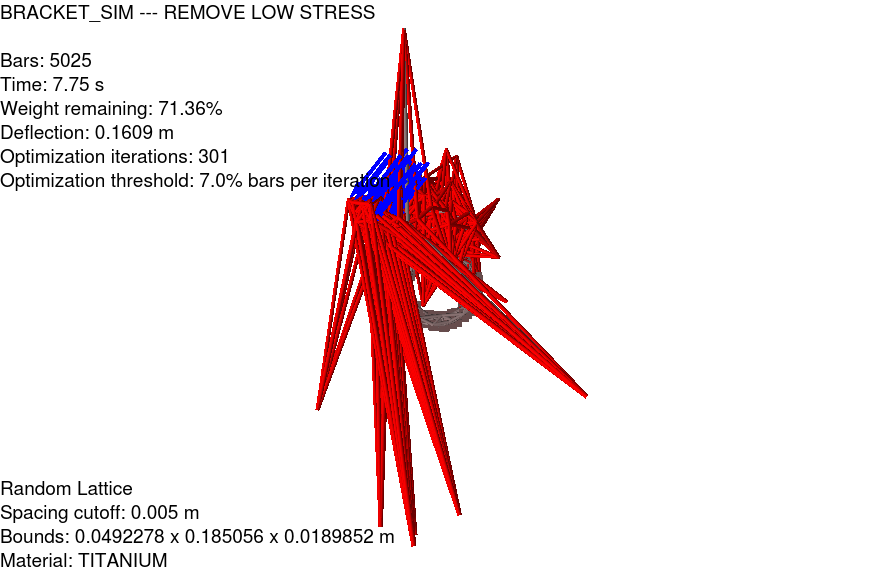 BRACKET_SIM --- REMOVE LOW STRESS
Bars: 5025
Time: 7.75 s
Weight remaining: 71.36%
Deflection: 0.1609 m
Optimization iterations: 301
Optimization threshold: 7.0% bars per iteration
Random Lattice
Spacing cutoff: 0.005 m
Bounds: 0.0492278 x 0.185056 x 0.0189852 m
Material: TITANIUM